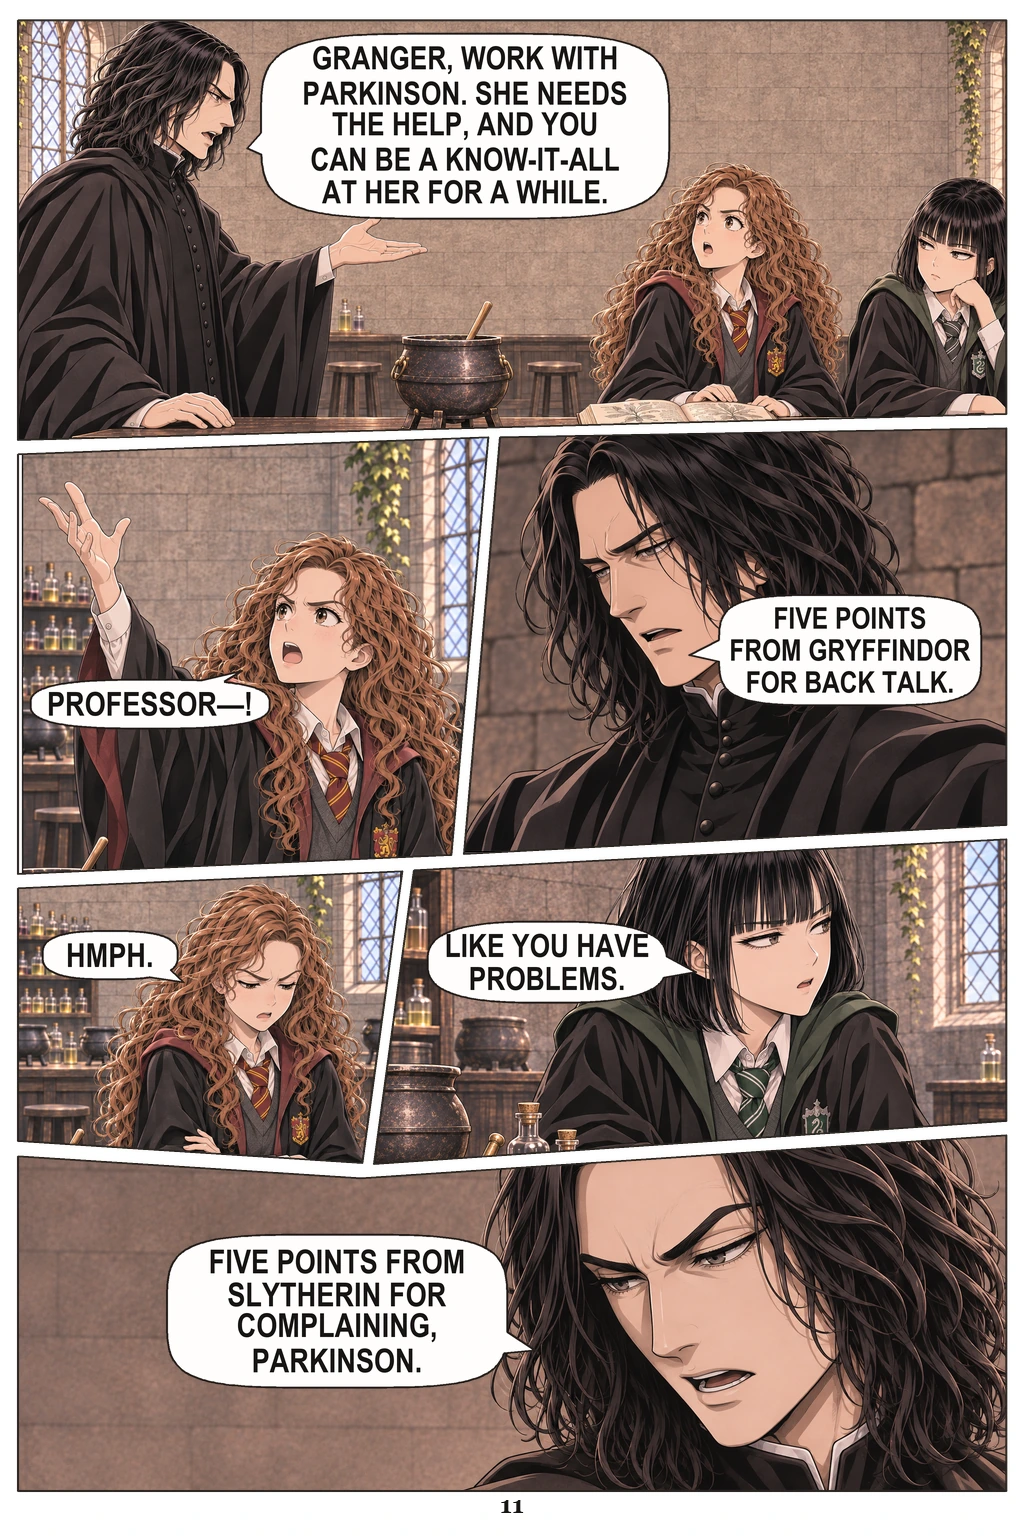 GRANGER, WORK WITH
PARKINSON. SHE NEEDS
THE HELP, AND YOU
CAN BE A KNOW-IT-ALL
AT HER FOR A WHILE.
PROFESSOR—!
FIVE POINTS
FROM GRYFFINDOR
FOR BACK TALK.
HMPH.
LIKE YOU HAVE
PROBLEMS.
FIVE POINTS FROM
SLYTHERIN FOR
COMPLAINING,
PARKINSON.
11